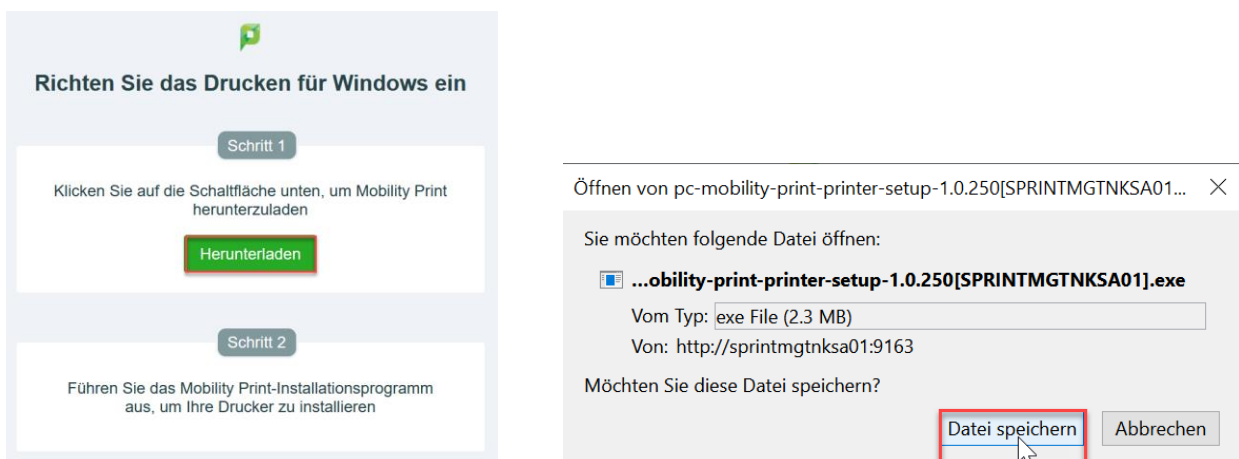 Richten Sie das Drucken für Windows ein
Schritt 1
Klicken Sie auf die Schaltfläche unten, um Mobility Print
herunterzuladen
Herunterladen
Schritt 2
Führen Sie das Mobility Print-Installationsprogramm
aus, um Ihre Drucker zu installieren
Öffnen von pc-mobility-print-printer-setup-1.0.250[SPRINTMGTNKSA01...
Sie möchten folgende Datei öffnen:
...obility-print-printer-setup-1.0.250[SPRINTMGTNKSA01].exe
Vom Typ: exe File (2.3 MB)
Von: http://sprintmgtnksa01:9163
Möchten Sie diese Datei speichern?
Datei speichern Abbrechen